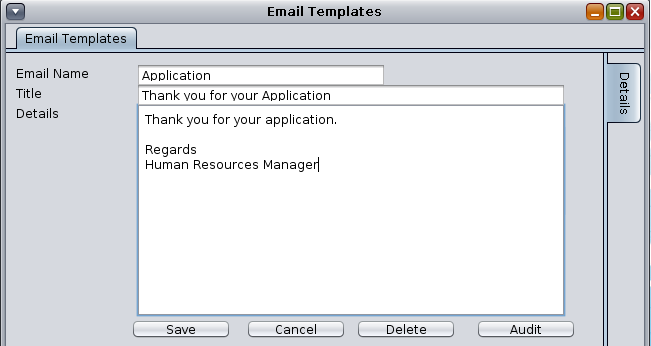 Email Templates
Email Templates
Email Name Application
Title Thank you for your Application
Details Thank you for your application.
Regards
Human Resources Manager
Details
Save Cancel Delete Audit